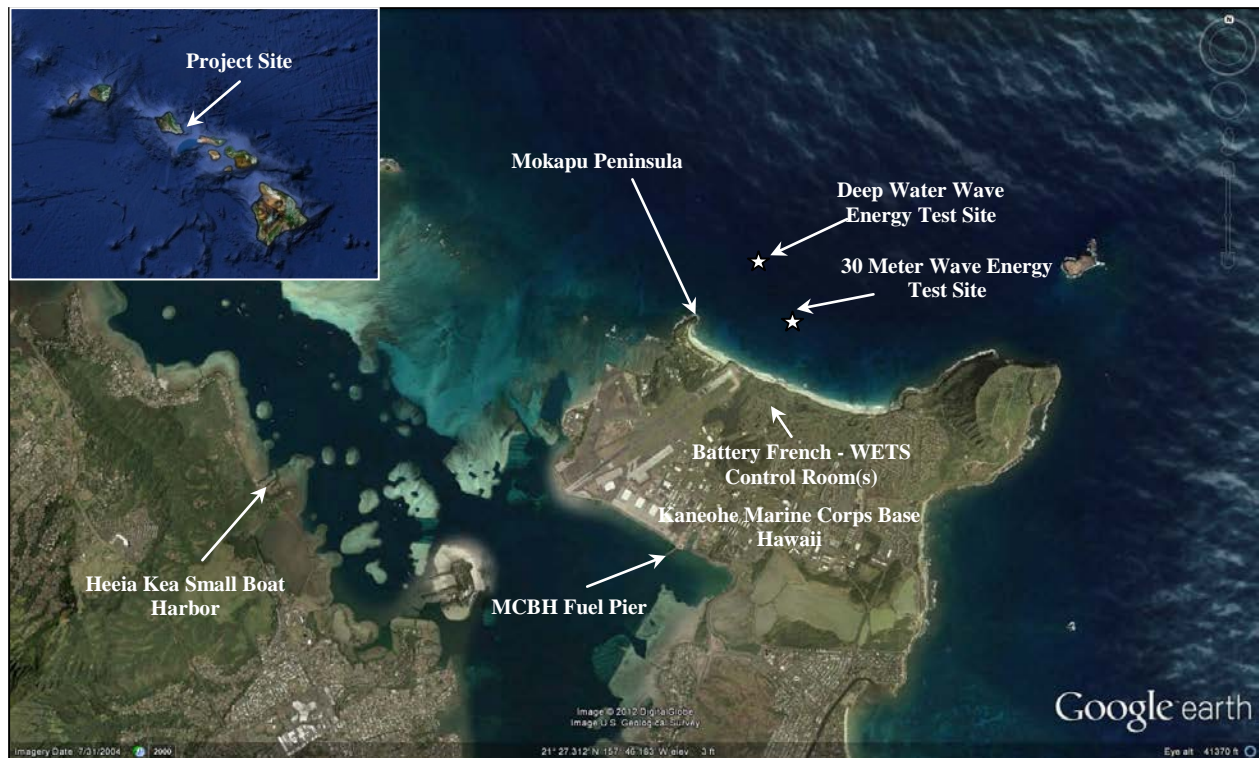 Project Site
N
Mokapu Peninsula
Deep Water Wave
Energy Test Site
30 Meter Wave Energy
Test Site
Battery French - WETS
Control Room(s)
Kaneohe Marine Corps Base
Hawaii
Heeia Kea Small Boat
Harbor
MCBH Fuel Pier
Image © 2012 DigitalGlobe
Image U.S. Geological Survey
Google earth
Imagery Date 7/31/2004
2000
21° 27.312' N 157° 46.163' W elev 3 ft
Eye alt 41370 ft